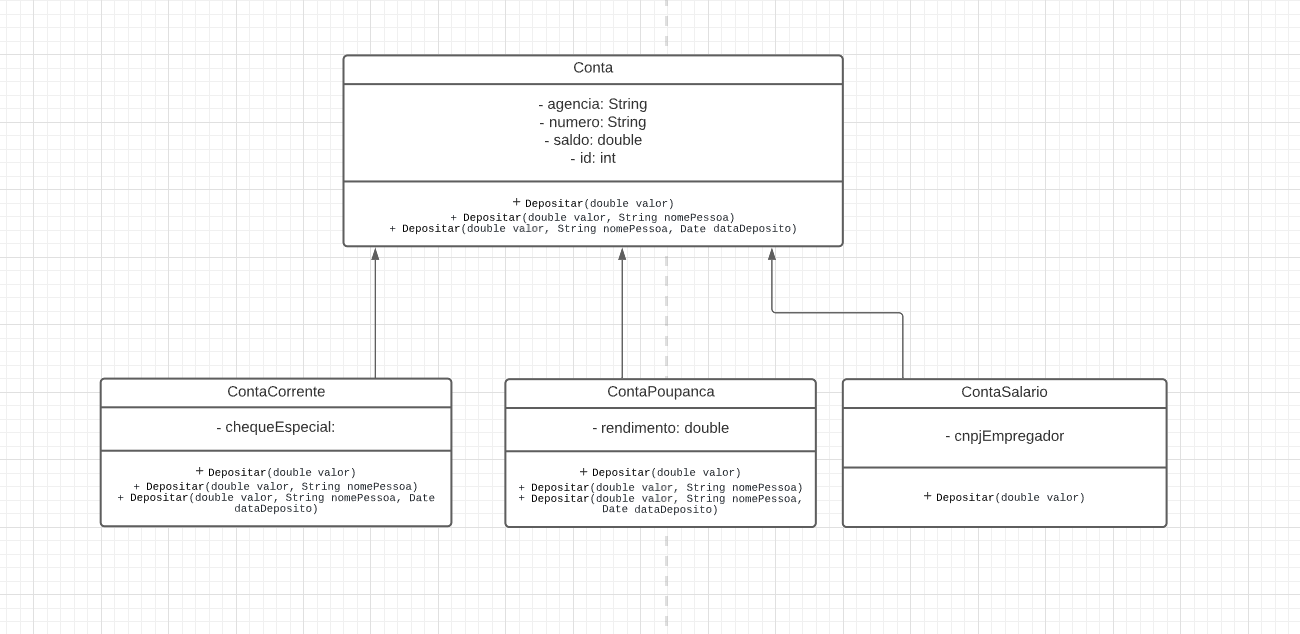 Conta
- agencia: String
- numero: String
- saldo: double
- id: int
+ Depositar(double valor)
+ Depositar(double valor, String nomePessoa)
+ Depositar(double valor, String nomePessoa, Date dataDeposito)
ContaCorrente
- chequeEspecial:
+ Depositar(double valor)
+ Depositar(double valor, String nomePessoa)
+ Depositar(double valor, String nomePessoa, Date
dataDeposito)
ContaPoupanca
- rendimento: double
+ Depositar(double valor)
+ Depositar(double valor, String nomePessoa)
+ Depositar(double valor, String nomePessoa,
Date dataDeposito)
ContaSalario
- cnpjEmpregador
+ Depositar(double valor)